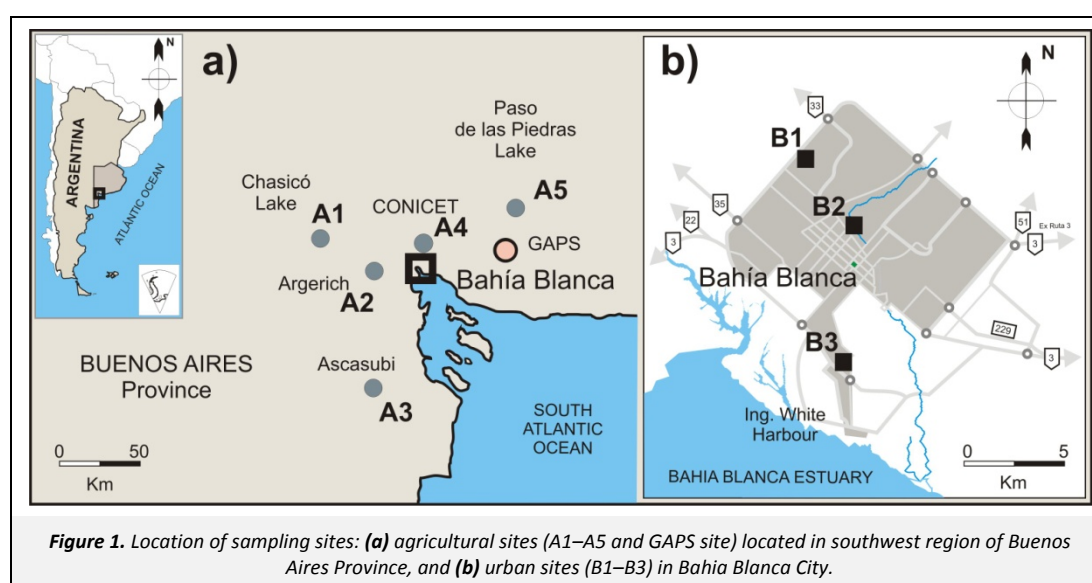 N
ARGENTINA
ATLÁNTIC OCEAN
a)
Paso
de las Piedras
Lake
Chasicó
Lake
A5
A1
CONICET
A4
GAPS
Argerich
A2
Bahía Blanca
BUENOS AIRES
Province
Ascasubi
A3
SOUTH
ATLANTIC
OCEAN
0 50
Km
b)
N
33
B1
B2
35
22
3
51
Ex Ruta 3
3
Bahía Blanca
229
3
B3
Ing. White
Harbour
0 5
Km
BAHIA BLANCA ESTUARY
Figure 1. Location of sampling sites: (a) agricultural sites (A1–A5 and GAPS site) located in southwest region of Buenos
Aires Province, and (b) urban sites (B1–B3) in Bahia Blanca City.